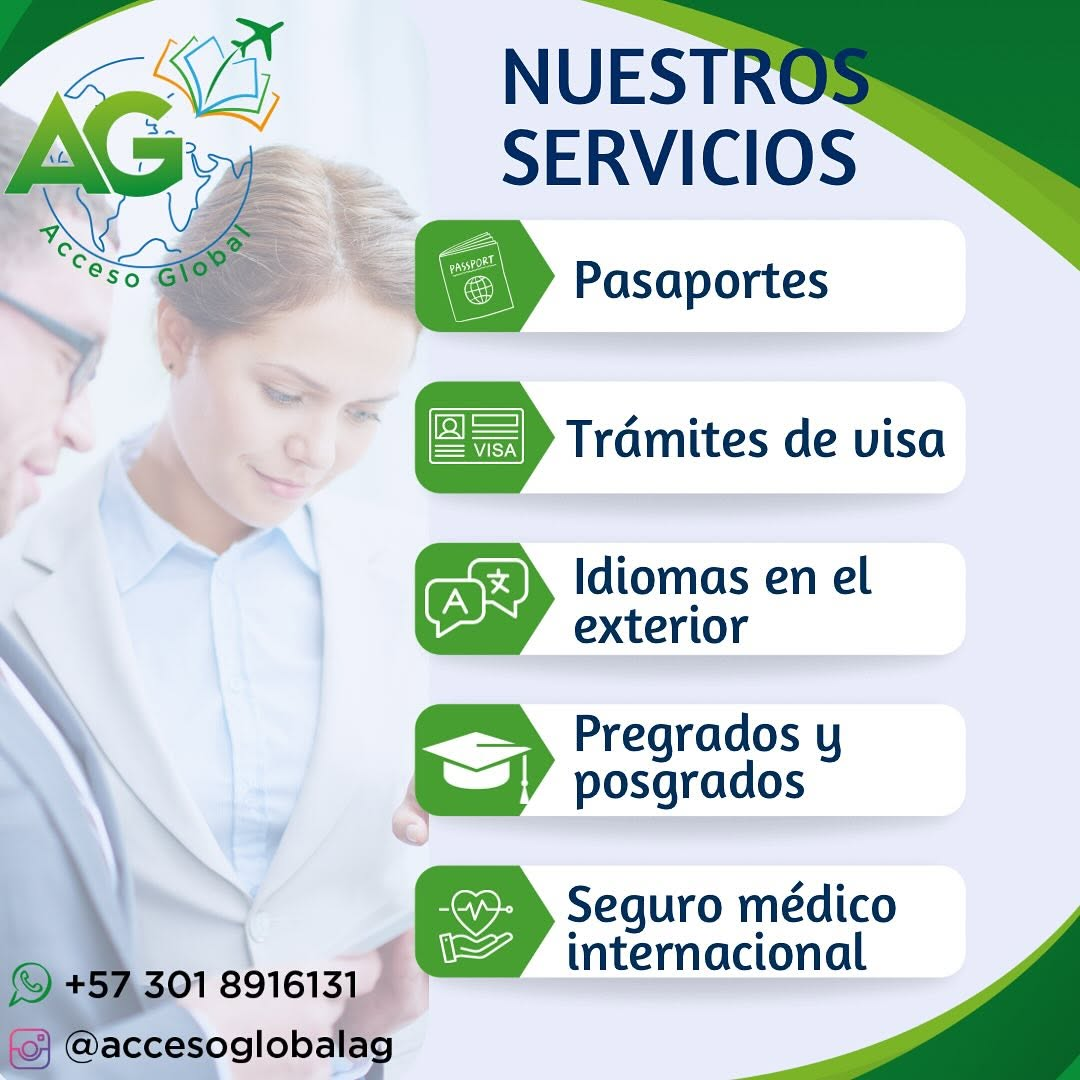 AG
Acceso Global
NUESTROS
SERVICIOS
PASSPORT
Pasaportes
VISA
Trámites de visa
A 文
Idiomas en el
exterior
Pregrados y
posgrados
Seguro médico
internacional
+57 301 8916131
@accesoglobalag